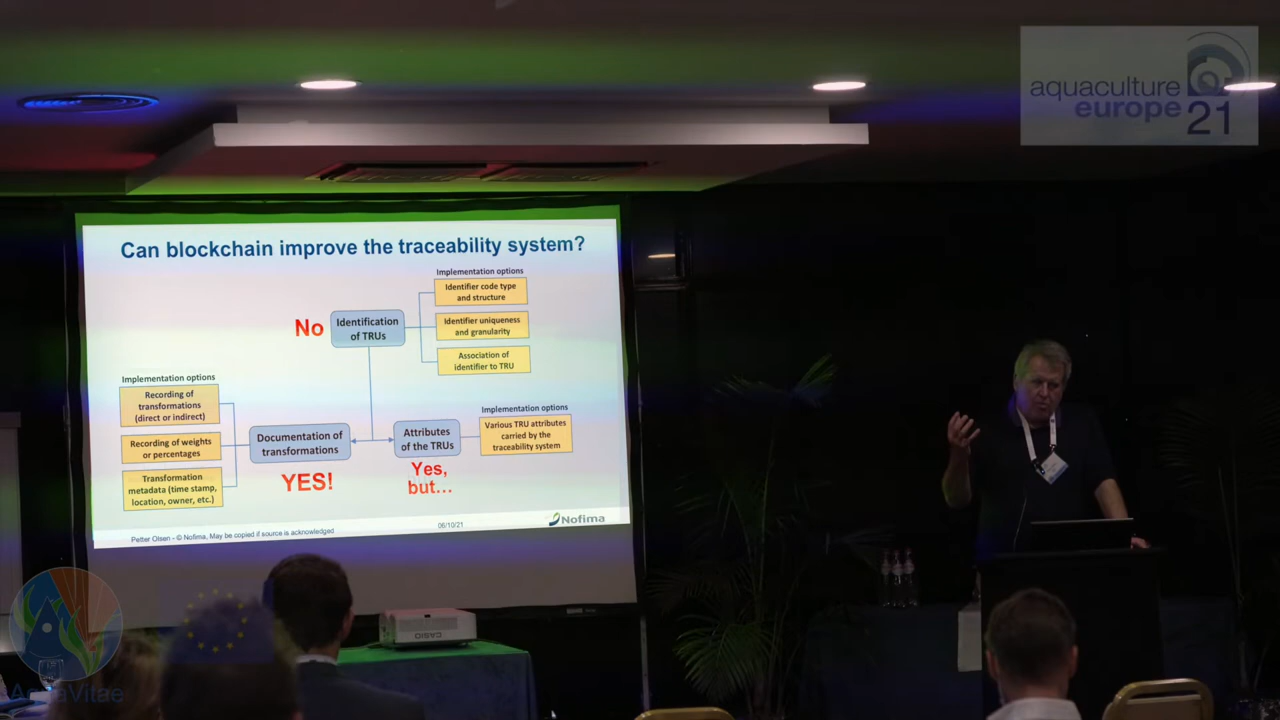 aquaculture
europe
21
Can blockchain improve the traceability system?
Implementation options
Identifier code type
and structure
No
Identification
of TRUs
Identifier uniqueness
and granularity
Association of
identifier to TRU
Implementation options
Recording of
transformations
(direct or indirect)
Recording of weights
or percentages
Transformation
metadata (time stamp,
location, owner, etc.)
Documentation of
transformations
YES!
Attributes
of the TRUs
Yes,
but...
Implementation options
Various TRU attributes
carried by the
traceability system
Petter Olsen - © Nofima, May be copied if source is acknowledged
06/10/21
Nofima
CASIO
AquaVitae